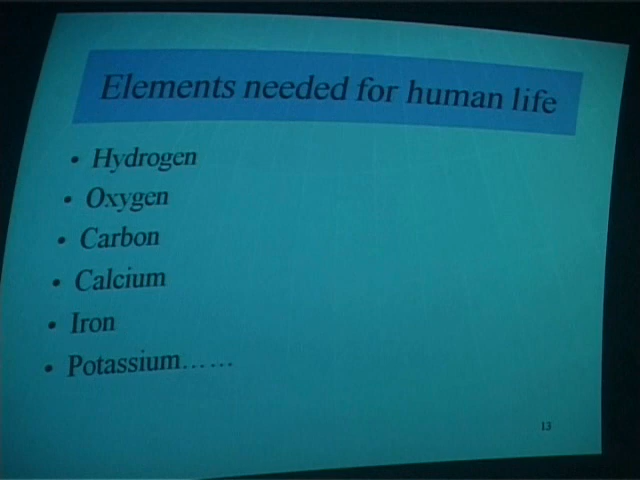 Elements needed for human life
• Hydrogen
• Oxygen
• Carbon
• Calcium
• Iron
• Potassium……
13